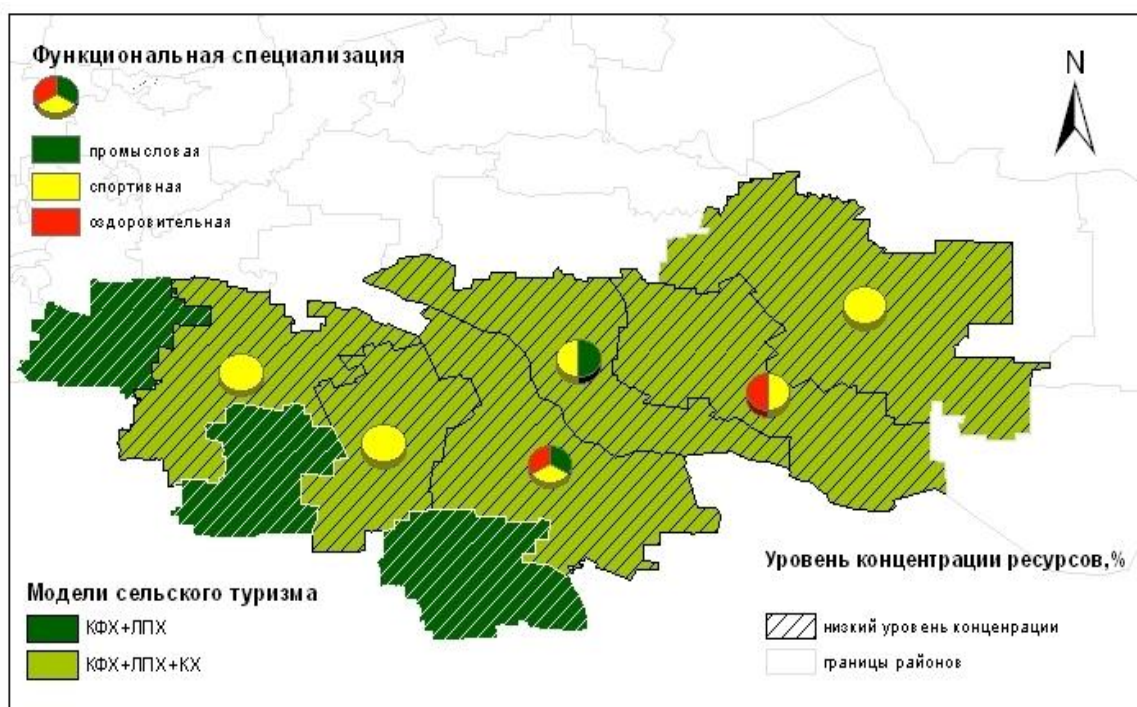 Функциональная специализация
промысловая
спортивная
оздоровительная
N
Модели сельского туризма
КФХ+ЛПХ
КФХ+ЛПХ+КХ
Уровень концентрации ресурсов,%
низкий уровень конценрации
границы районов